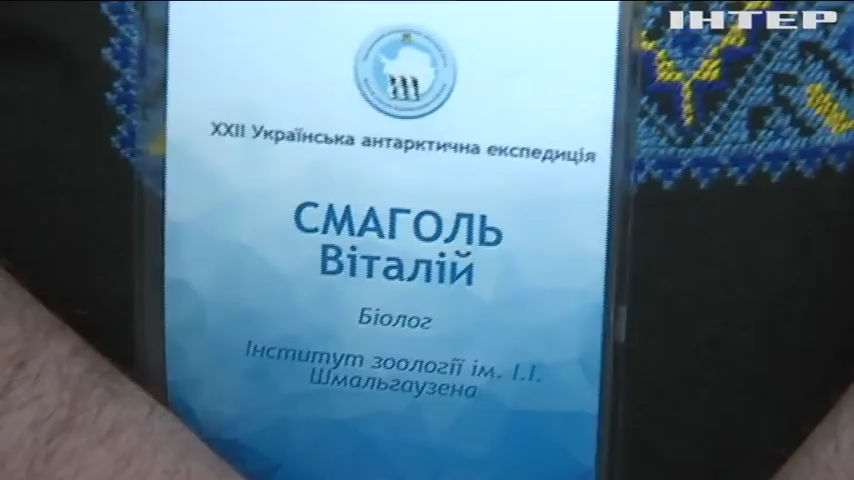 ІНТЕР
XXII Українська антарктична експедиція
СМАГОЛЬ
Віталій
Біолог
Інститут зоології ім. І.І.
Шмальгаузена